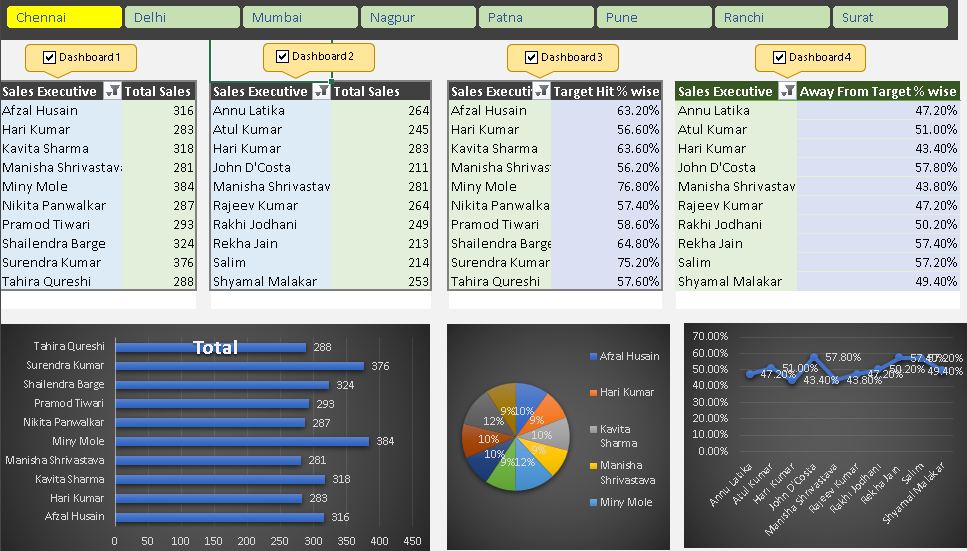 Chennai Delhi Mumbai Nagpur Patna Pune Ranchi Surat
Dashboard1 Dashboard2 Dashboard3 Dashboard4
Sales Executive Total Sales
Afzal Husain 316
Hari Kumar 283
Kavita Sharma 318
Manisha Shrivastava 281
Miny Mole 384
Nikita Panwalkar 287
Pramod Tiwari 293
Shailendra Barge 324
Surendra Kumar 376
Tahira Qureshi 288
Sales Executive Total Sales
Annu Latika 264
Atul Kumar 245
Hari Kumar 283
John D'Costa 211
Manisha Shrivastav 281
Rajeev Kumar 264
Rakhi Jodhani 249
Rekha Jain 213
Salim 214
Shyamal Malakar 253
Sales Executi Target Hit % wise
Afzal Husain 63.20%
Hari Kumar 56.60%
Kavita Sharma 63.60%
Manisha Shrivas 56.20%
Miny Mole 76.80%
Nikita Panwalka 57.40%
Pramod Tiwari 58.60%
Shailendra Barge 64.80%
Surendra Kumar 75.20%
Tahira Qureshi 57.60%
Sales Executive Away From Target % wise
Annu Latika 47.20%
Atul Kumar 51.00%
Hari Kumar 43.40%
John D'Costa 57.80%
Manisha Shrivastav 43.80%
Rajeev Kumar 47.20%
Rakhi Jodhani 50.20%
Rekha Jain 57.40%
Salim 57.20%
Shyamal Malakar 49.40%
Total
Tahira Qureshi 288
Surendra Kumar 376
Shailendra Barge 324
Pramod Tiwari 293
Nikita Panwalkar 287
Miny Mole 384
Manisha Shrivastava 281
Kavita Sharma 318
Hari Kumar 283
Afzal Husain 316
0 50 100 150 200 250 300 350 400 450
10%
9%
10%
9%
12%
9%
10%
10%
12%
9%
Afzal Husain
Hari Kumar
Kavita
Sharma
Manisha
Shrivastava
Miny Mole
70.00%
60.00%
50.00%
40.00%
30.00%
20.00%
10.00%
0.00%
47.20% 51.00% 43.40% 57.80% 43.80% 47.20% 50.20% 57.40% 57.20% 49.40%
Annu Latika
Atul Kumar
Hari Kumar
John D'Costa
Manisha Shrivastava
Rajeev Kumar
Rakhi Jodhani
Rekha Jain
Salim
Shyamal Malakar